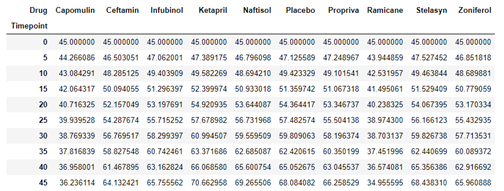 Drug Capomulin Ceftamin Infubinol Ketapril Naftisol Placebo Propriva Ramicane Stelasyn Zoniferol
Timepoint
0 45.000000 45.000000 45.000000 45.000000 45.000000 45.000000 45.000000 45.000000 45.000000 45.000000
5 44.266086 46.503051 47.062001 47.389175 46.796098 47.125589 47.248967 43.944859 47.527452 46.851818
10 43.084291 48.285125 49.403909 49.582269 48.694210 49.423329 49.101541 42.531957 49.463844 48.689881
15 42.064317 50.094055 51.296397 52.399974 50.933018 51.359742 51.067318 41.495061 51.529409 50.779059
20 40.716325 52.157049 53.197691 54.920935 53.644087 54.364417 53.346737 40.238325 54.067395 53.170334
25 39.939528 54.287674 55.715252 57.678982 56.731968 57.482574 55.504138 38.974300 56.166123 55.432935
30 38.769339 56.769517 58.299397 60.994507 59.559509 59.809063 58.196374 38.703137 59.826738 57.713531
35 37.816839 58.827548 60.742461 63.371686 62.685087 62.420615 60.350199 37.451996 62.440699 60.089372
40 36.958001 61.467895 63.162824 66.068580 65.600754 65.052675 63.045537 36.574081 65.356386 62.916692
45 36.236114 64.132421 65.755562 70.662958 69.265506 68.084082 66.258529 34.955595 68.438310 65.960888